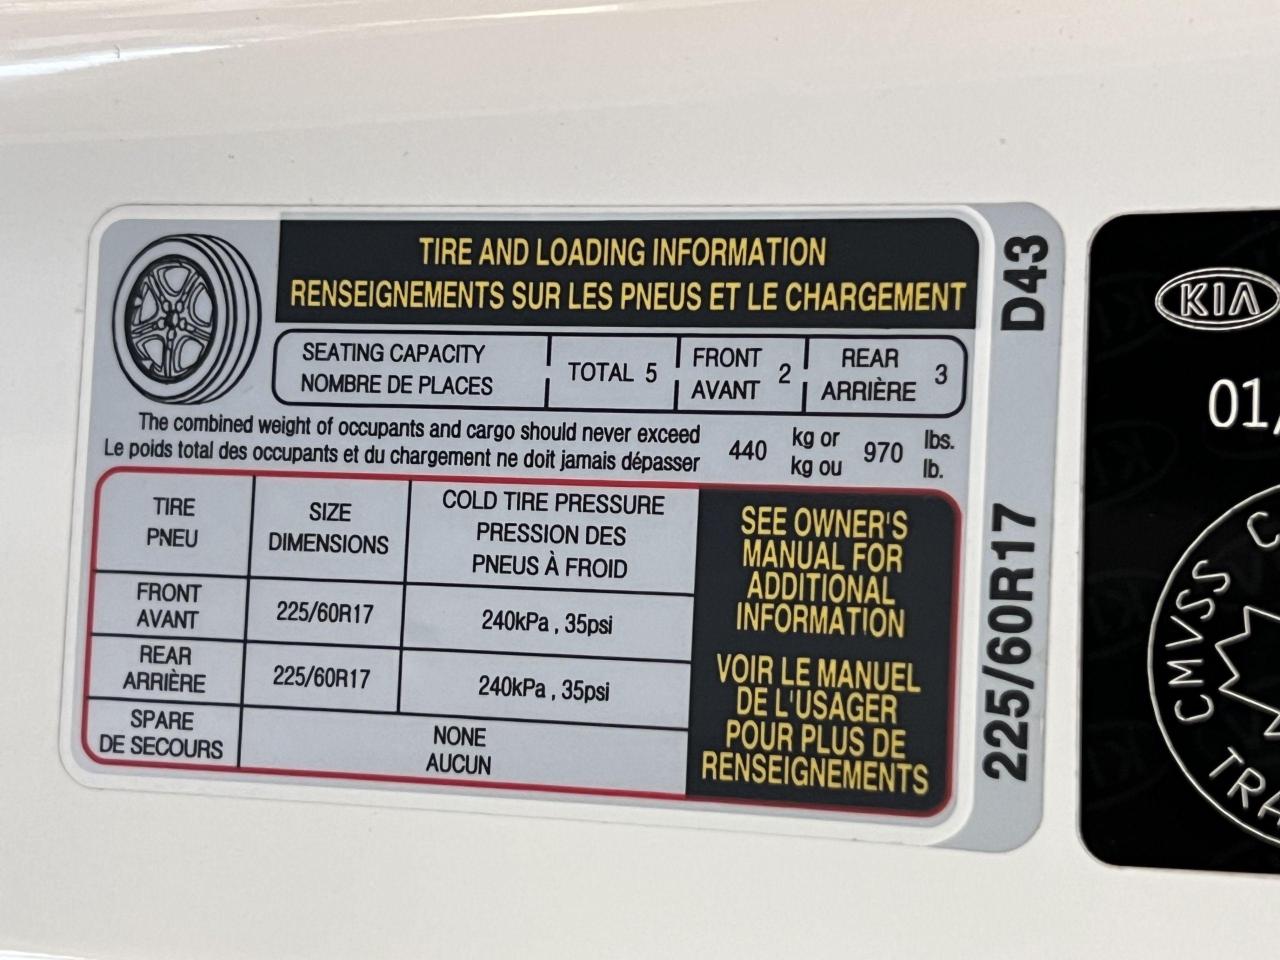 TIRE AND LOADING INFORMATION
RENSEIGNEMENTS SUR LES PNEUS ET LE CHARGEMENT
SEATING CAPACITY
NOMBRE DE PLACES
TOTAL 5
FRONT
AVANT
2
REAR
ARRIÈRE
3
The combined weight of occupants and cargo should never exceed
Le poids total des occupants et du chargement ne doit jamais dépasser
440
kg or
kg ou
970
lbs.
lb.
TIRE
PNEU
SIZE
DIMENSIONS
COLD TIRE PRESSURE
PRESSION DES
PNEUS À FROID
FRONT
AVANT
225/60R17
240kPa , 35psi
REAR
ARRIÈRE
225/60R17
240kPa , 35psi
SPARE
DE SECOURS
NONE
AUCUN
SEE OWNER'S
MANUAL FOR
ADDITIONAL
INFORMATION
VOIR LE MANUEL
DE L'USAGER
POUR PLUS DE
RENSEIGNEMENTS
D43
225/60R17
KIA
01/
CMVSS